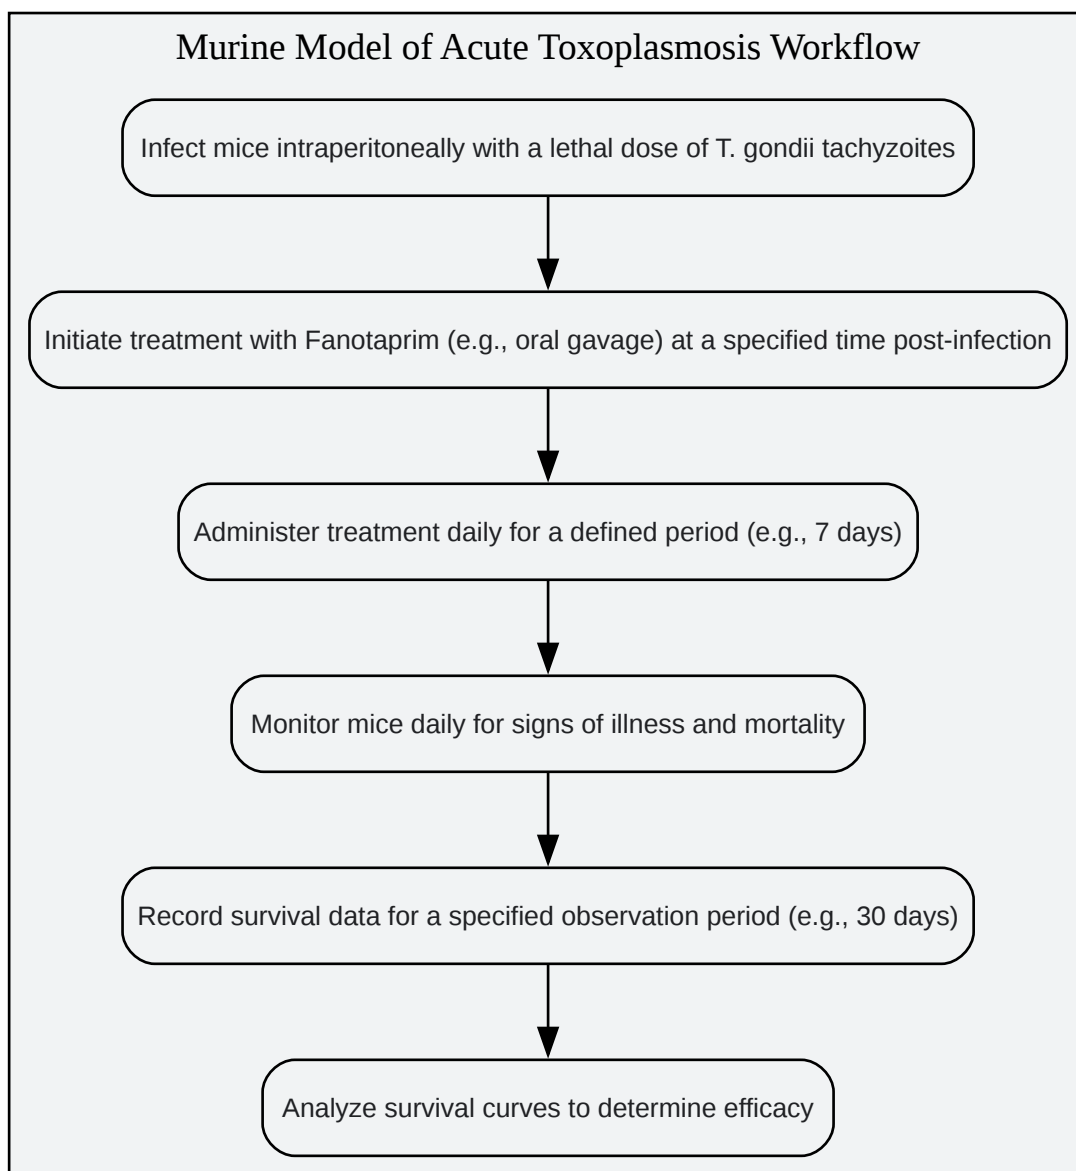 Murine Model of Acute Toxoplasmosis Workflow
Infect mice intraperitoneally with a lethal dose of T. gondii tachyzoites
Initiate treatment with Fanotaprim (e.g., oral gavage) at a specified time post-infection
Administer treatment daily for a defined period (e.g., 7 days)
Monitor mice daily for signs of illness and mortality
Record survival data for a specified observation period (e.g., 30 days)
Analyze survival curves to determine efficacy